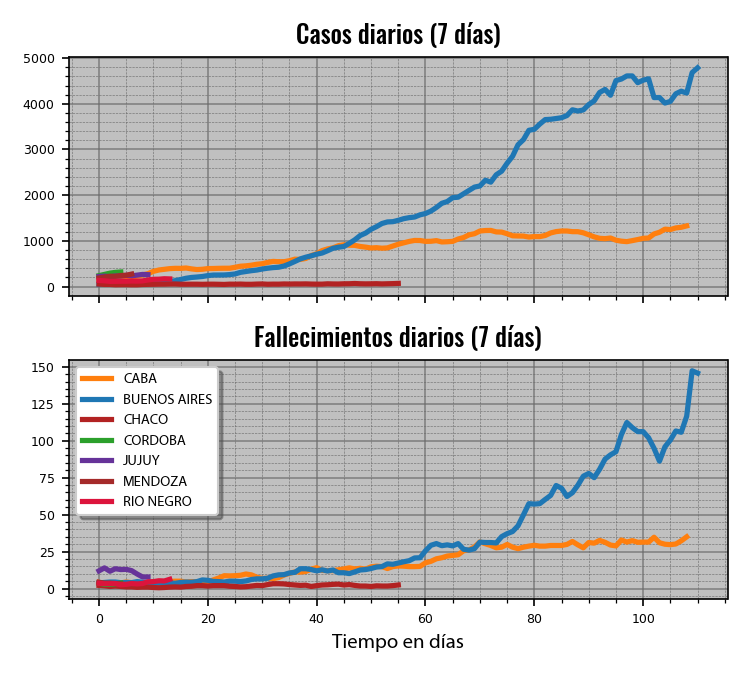 Casos diarios (7 días)
5000
4000
3000
2000
1000
0
Fallecimientos diarios (7 días)
150
125
100
75
50
25
0
CABA
BUENOS AIRES
CHACO
CORDOBA
JUJUY
MENDOZA
RIO NEGRO
0 20 40 60 80 100
Tiempo en días